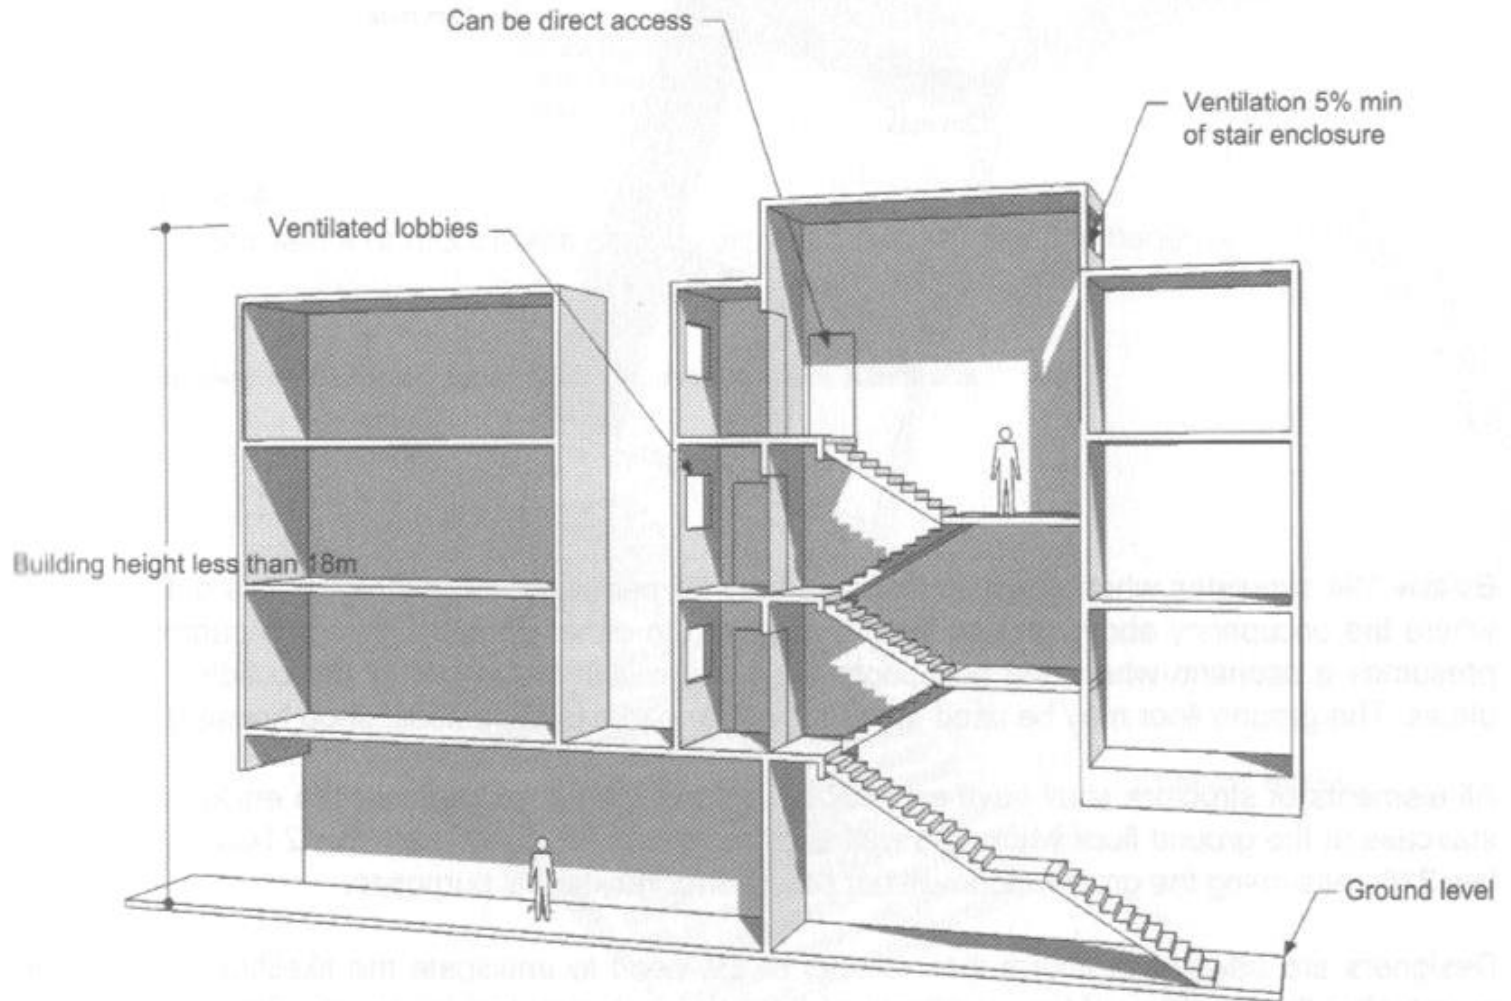 Can be direct access
Ventilation 5% min
of stair enclosure
Ventilated lobbies
Building height less than 18m
Ground level